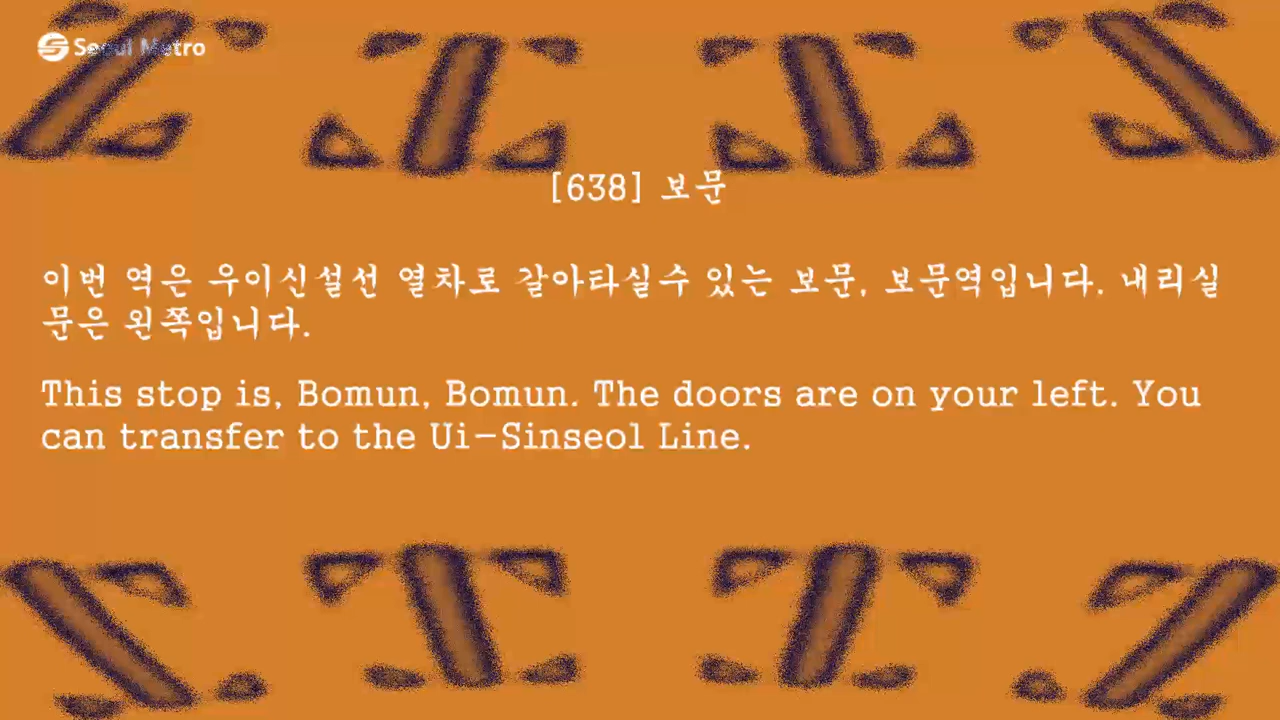 Seoul Metro
[638] 보문
이번 역은 우이신설선 열차로 갈아타실수 있는 보문, 보문역입니다. 내리실
문은 왼쪽입니다.
This stop is, Bomun, Bomun. The doors are on your left. You
can transfer to the Ui-Sinseol Line.